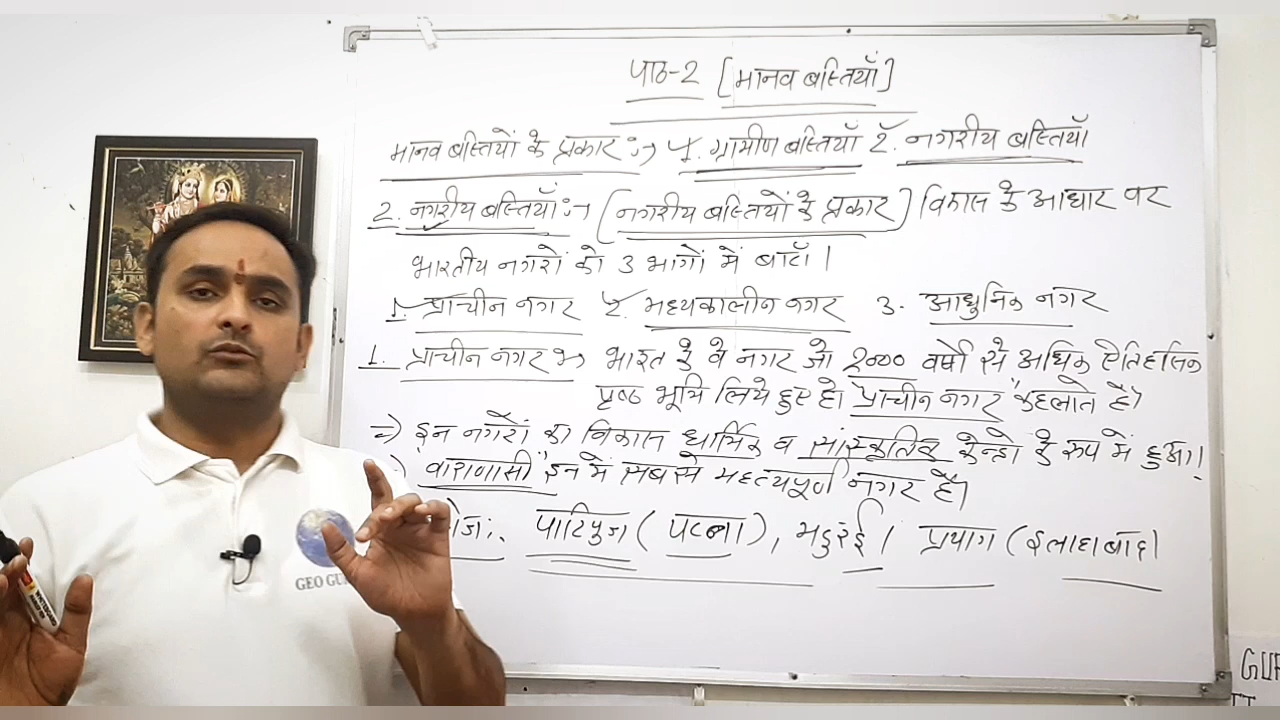 पाठ-2 [मानव बस्तियाँ]
मानव बस्तियों के प्रकार :→ 1. ग्रामीण बस्तियाँ 2. नगरीय बस्तियाँ
2. नगरीय बस्तियाँ :→ [नगरीय बस्तियों के प्रकार] विकास के आधार पर
भारतीय नगरों को 3 भागों में बाटाँ।
1. प्राचीन नगर 2. मध्यकालीन नगर 3. आधुनिक नगर
1. प्राचीन नगर :→ भारत के वे नगर जो 2000 वर्षों से अधिक ऐतिहासिक
पृष्ठ भूमि लिये हुए हो "प्राचीन नगर" कहलाते है।
=) इन नगरों का विकास धार्मिक व सांस्कृतिक केन्द्रो के रूप में हुआ।
"वाराणसी" इन में सबसे महत्यपूर्ण नगर है।
पाटिपुत्र (पटना), मदुरई। प्रयाग (इलाहाबाद)
GEO GU
GUR